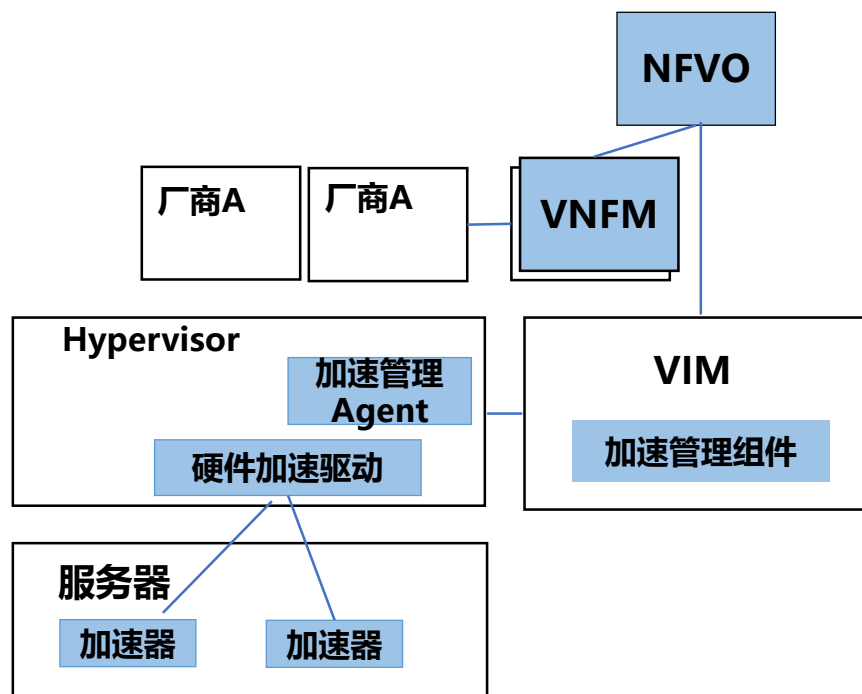 NFVO
厂商A
厂商A
VNFM
Hypervisor
加速管理
Agent
硬件加速驱动
VIM
加速管理组件
服务器
加速器
加速器